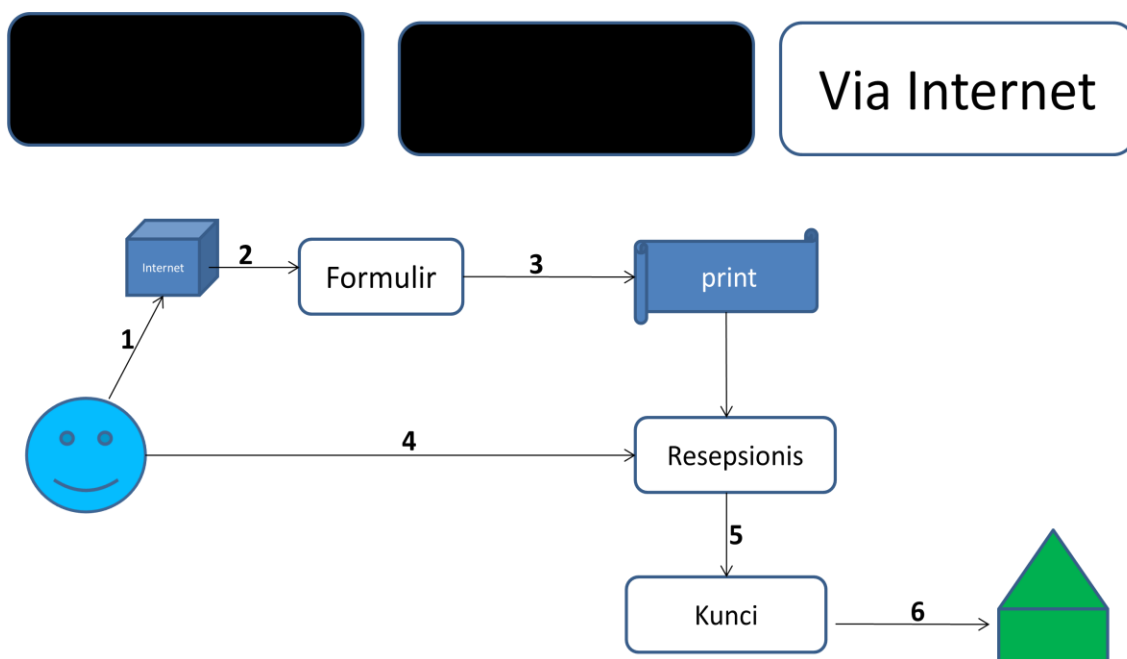 Via Internet
Internet
2
Formulir
3
print
1
4
Resepsionis
5
Kunci
6